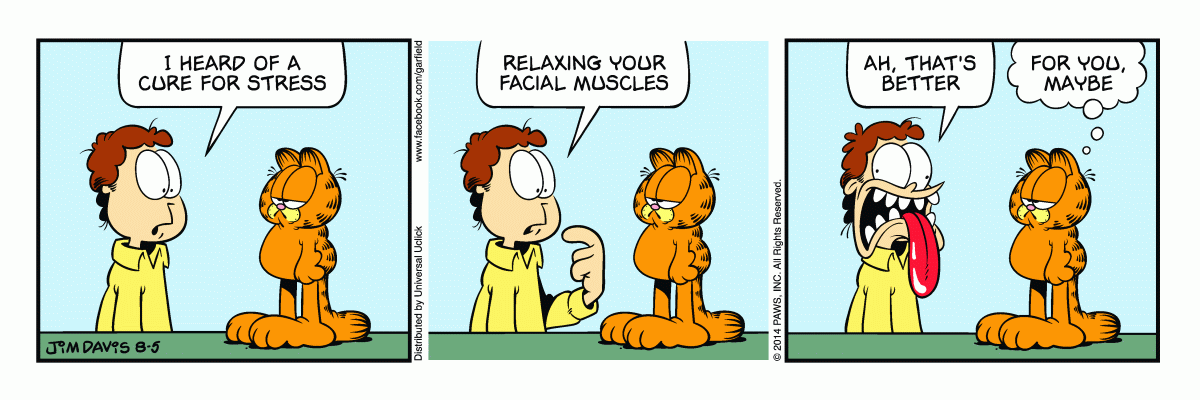 I HEARD OF A
CURE FOR STRESS
JIM DAVIS 8-5
www.facebook.com/garfield
Distributed by Universal Uclick
RELAXING YOUR
FACIAL MUSCLES
© 2014 PAWS, INC. All Rights Reserved.
AH, THAT'S
BETTER
FOR YOU,
MAYBE